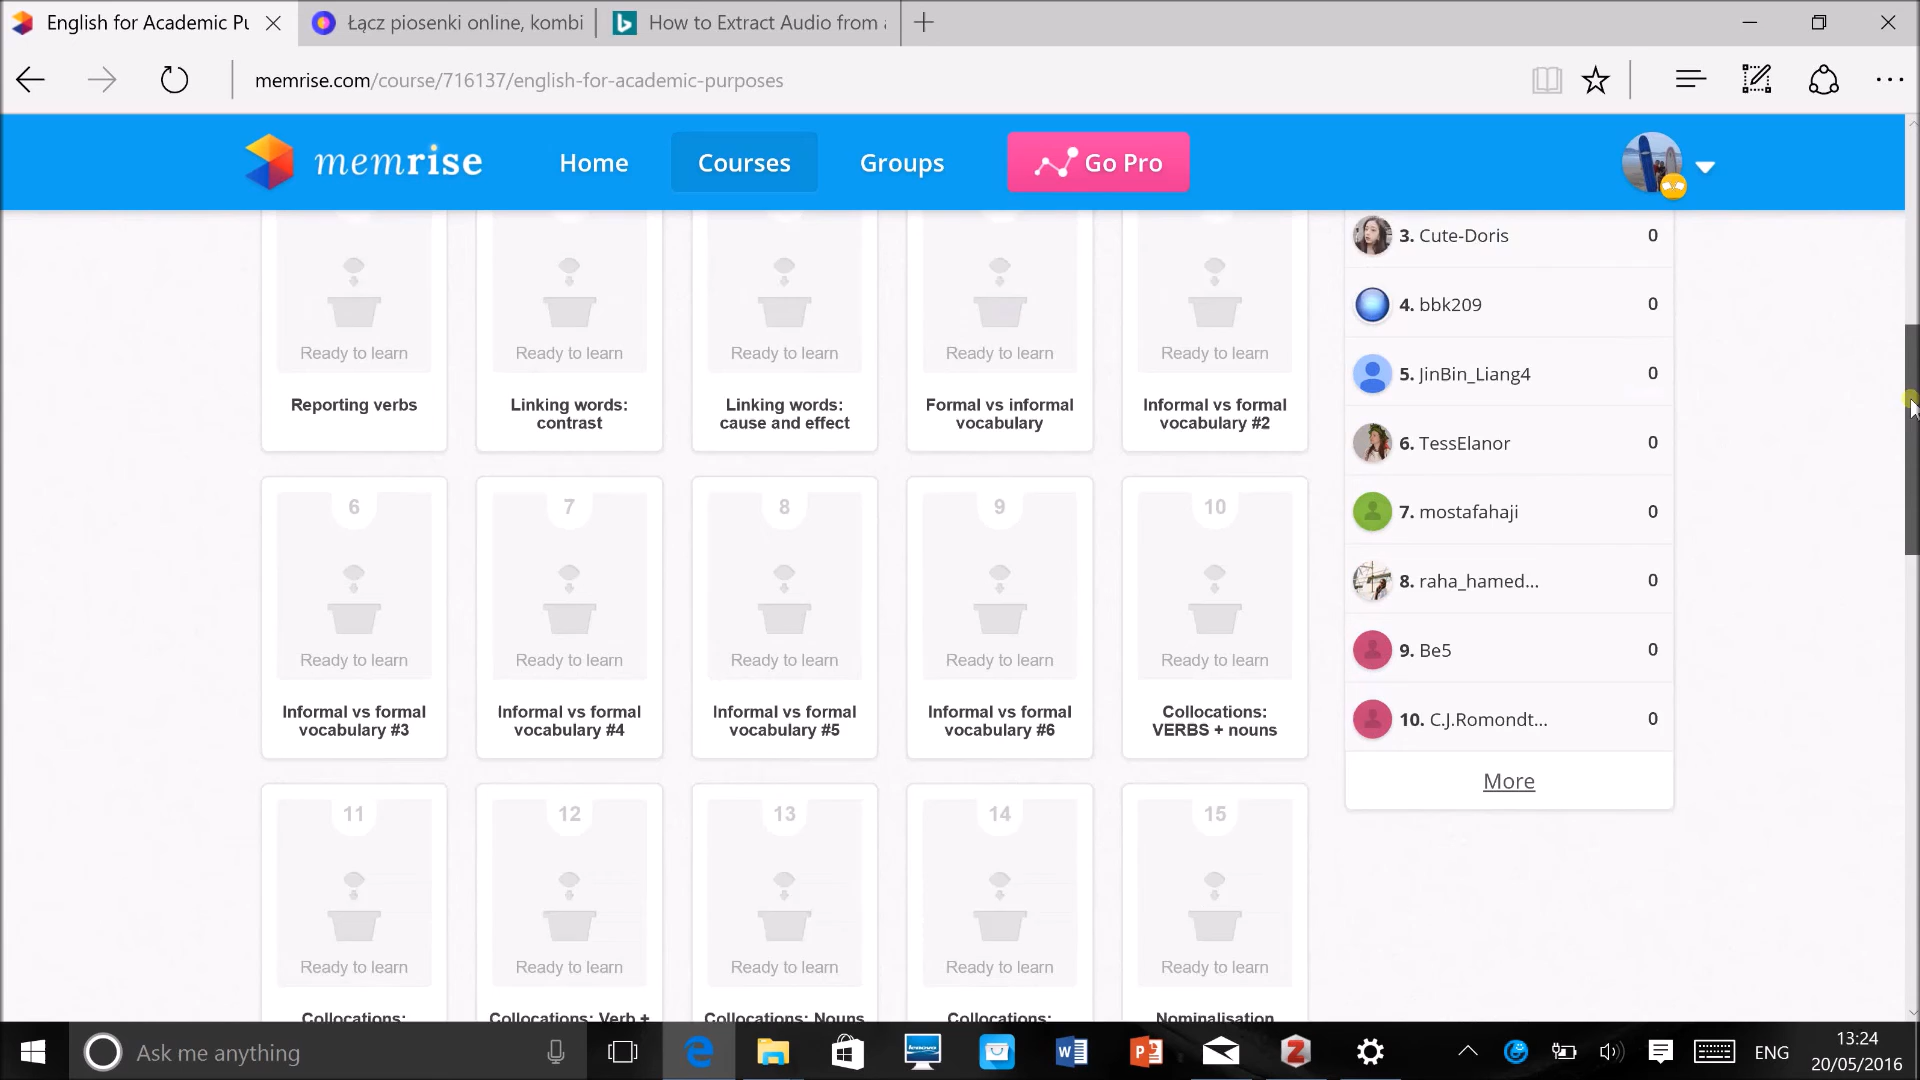 English for Academic Pu
Łącz piosenki online, kombi
How to Extract Audio from a
memrise.com/course/716137/english-for-academic-purposes
memrise
Home
Courses
Groups
Go Pro
Ready to learn
Ready to learn
Ready to learn
Ready to learn
Ready to learn
Reporting verbs
Linking words:
contrast
Linking words:
cause and effect
Formal vs informal
vocabulary
Informal vs formal
vocabulary #2
6
7
8
9
10
Ready to learn
Ready to learn
Ready to learn
Ready to learn
Ready to learn
Informal vs formal
vocabulary #3
Informal vs formal
vocabulary #4
Informal vs formal
vocabulary #5
Informal vs formal
vocabulary #6
Collocations:
VERBS + nouns
11
12
13
14
15
Ready to learn
Ready to learn
Ready to learn
Ready to learn
Ready to learn
Collocations:
Collocations: Verb +
Collocations: Nouns
Collocations:
Nominalisation
3. Cute-Doris 0
4. bbk209 0
5. JinBin_Liang4 0
6. TessElanor 0
7. mostafahaji 0
8. raha_hamed... 0
9. Be5 0
10. C.J.Romondt... 0
More
Ask me anything
ENG
13:24
20/05/2016